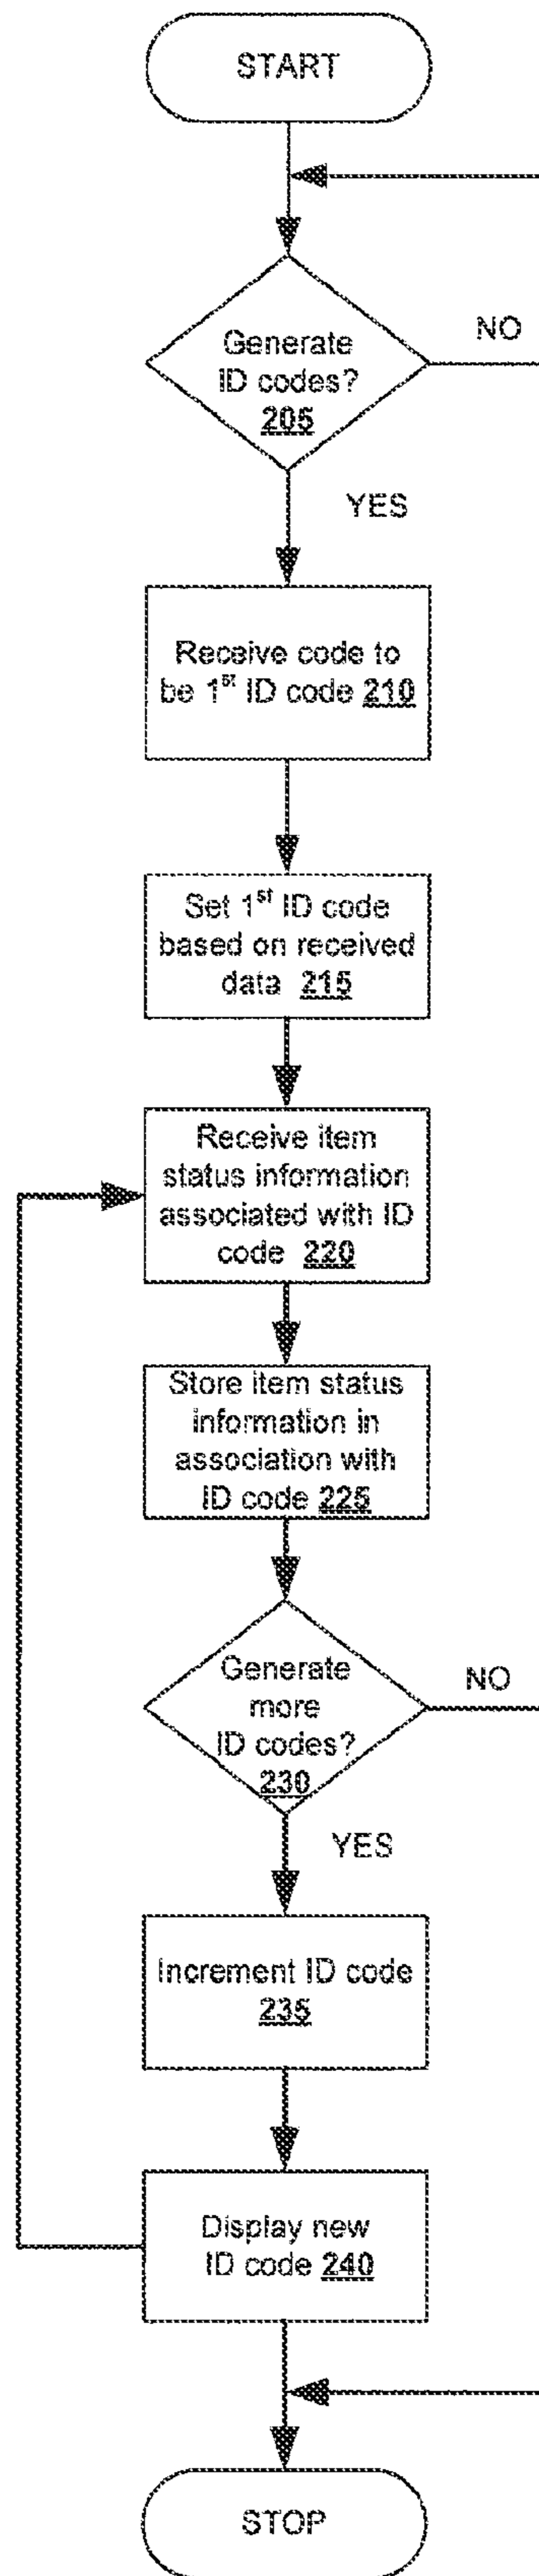 START
Generate
ID codes?
205
NO
YES
Receive code to
be 1st ID code 210
Set 1st ID code
based on received
data 215
Receive item
status information
associated with ID
code 220
Store item status
information in
association with
ID code 225
Generate
more
ID codes?
230
NO
YES
Increment ID code
235
Display new
ID code 240
STOP